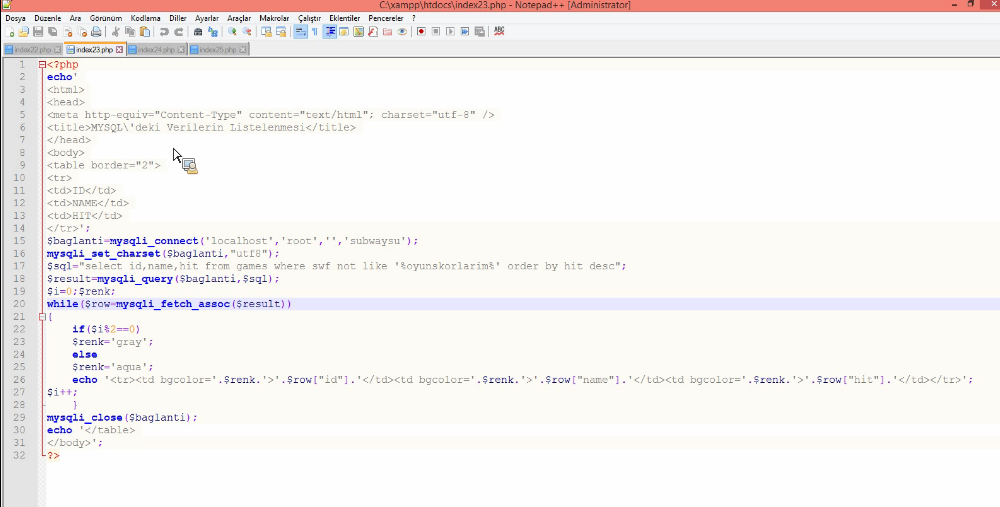 C:\xampp\htdocs\index23.php - Notepad++ [Administrator]
Dosya Düzenle Ara Görünüm Kodlama Diller Ayarlar Araçlar Makrolar Çalıştır Eklentiler Pencereler ?
index22.php index23.php index24.php index25.php
1 <?php
2 echo'
3 <html>
4 <head>
5 <meta http-equiv="Content-Type" content="text/html"; charset="utf-8" />
6 <title>MYSQL\'deki Verilerin Listelenmesi</title>
7 </head>
8 <body>
9 <table border="2">
10 <tr>
11 <td>ID</td>
12 <td>NAME</td>
13 <td>HIT</td>
14 </tr>';
15 $baglanti=mysqli_connect('localhost','root','','subwaysu');
16 mysqli_set_charset($baglanti,"utf8");
17 $sql="select id,name,hit from games where swf not like '%oyunskorlarim%' order by hit desc";
18 $result=mysqli_query($baglanti,$sql);
19 $i=0;$renk;
20 while($row=mysqli_fetch_assoc($result))
21 {
22 if($i%2==0)
23 $renk='gray';
24 else
25 $renk='aqua';
26 echo '<tr><td bgcolor='.$renk.'>'.$row["id"].'</td><td bgcolor='.$renk.'>'.$row["name"].'</td><td bgcolor='.$renk.'>'.$row["hit"].'</td></tr>';
27 $i++;
28 }
29 mysqli_close($baglanti);
30 echo '</table>
31 </body>';
32 ?>